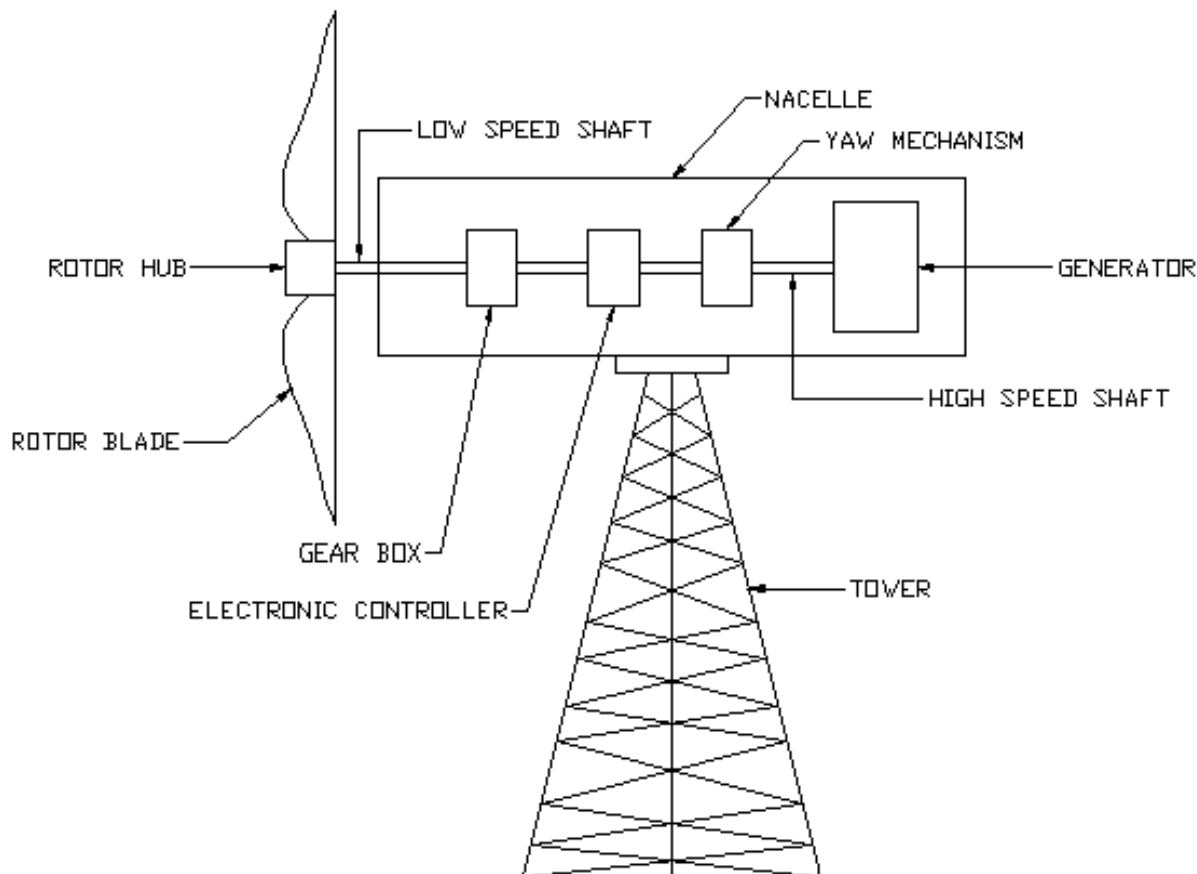 NACELLE
LOW SPEED SHAFT
YAW MECHANISM
ROTOR HUB
GENERATOR
HIGH SPEED SHAFT
ROTOR BLADE
GEAR BOX
TOWER
ELECTRONIC CONTROLLER